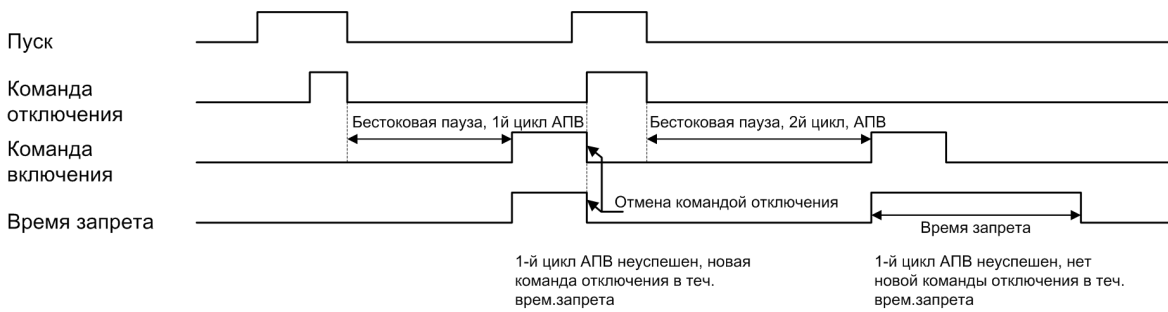 Пуск
Команда
отключения
Бестоковая пауза, 1й цикл АПВ
Бестоковая пауза, 2й цикл, АПВ
Команда
включения
Отмена командой отключения
Время запрета
Время запрета
1-й цикл АПВ неуспешен, новая
команда отключения в теч.
врем.запрета
1-й цикл АПВ неуспешен, нет
новой команды отключения в теч.
врем.запрета